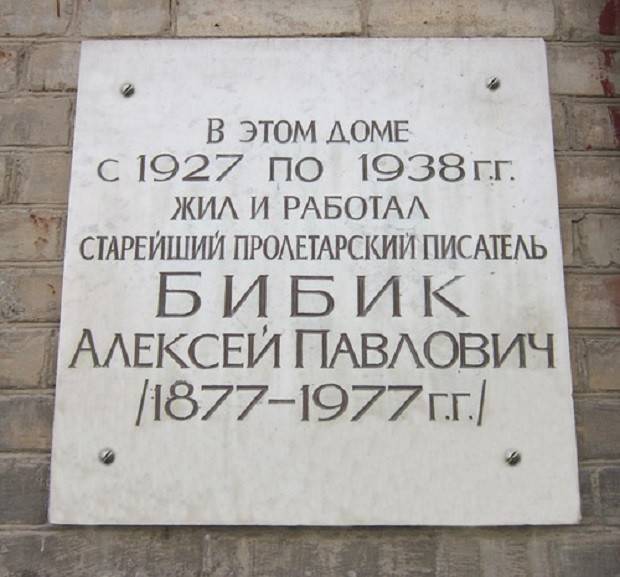 В ЭТОМ ДОМЕ
С 1927 ПО 1938 Г.Г.
ЖИЛ И РАБОТАЛ
СТАРЕЙШИЙ ПРОЛЕТАРСКИЙ ПИСАТЕЛЬ
БИБИК
АЛЕКСЕЙ ПАВЛОВИЧ
/1877-1977 Г.Г./